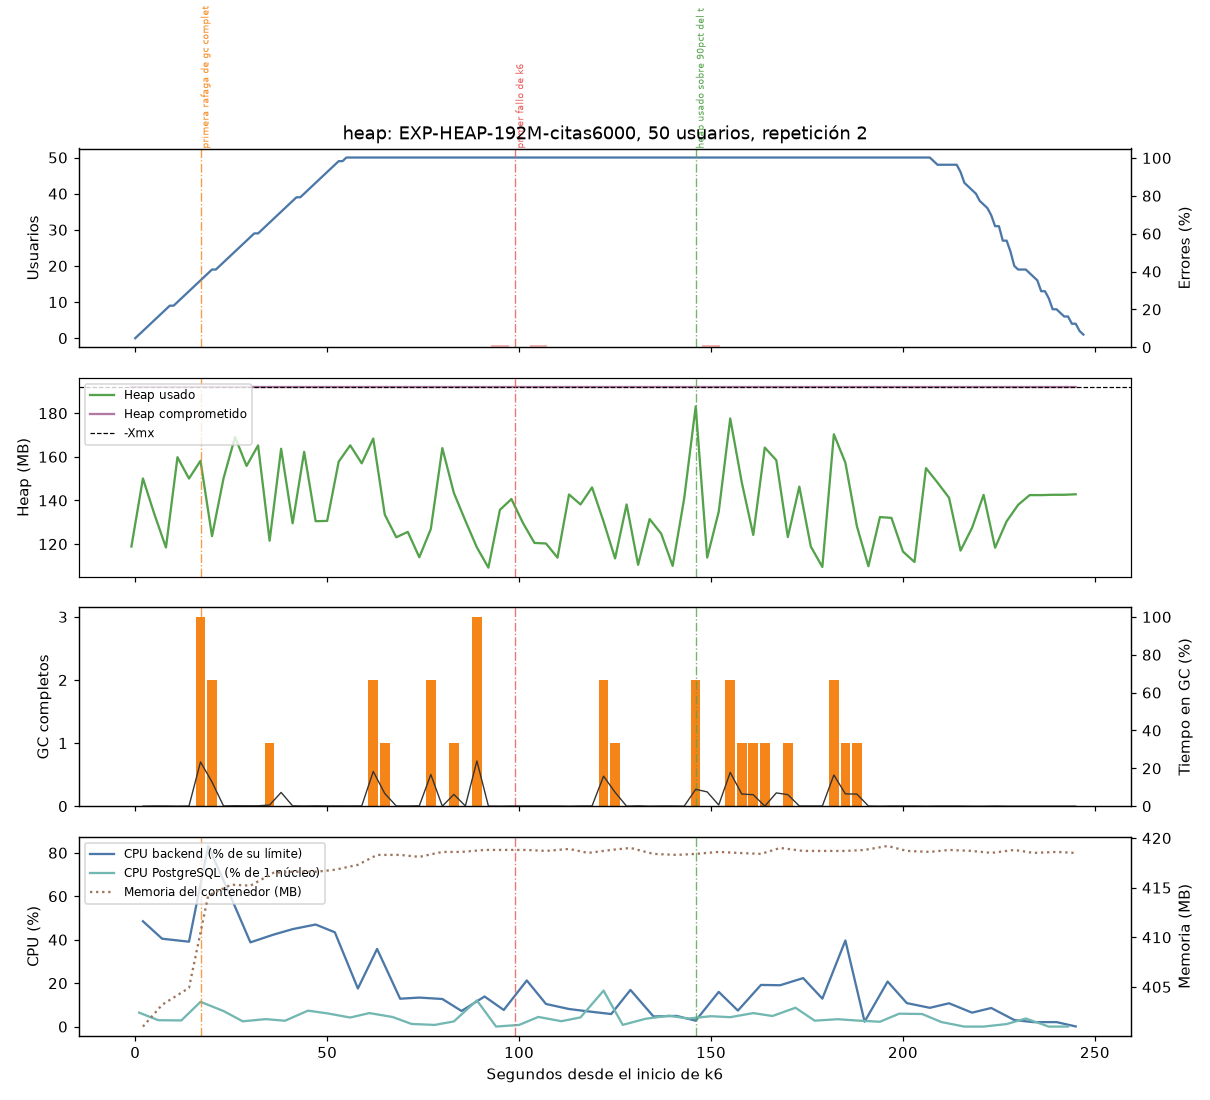 primera rafaga de gc complet
primer fallo de k6
heap usado sobre 90pct del t
heap: EXP-HEAP-192M-citas6000, 50 usuarios, repetición 2
Usuarios
50
40
30
20
10
0
Errores (%)
100
80
60
40
20
0
Heap (MB)
180
160
140
120
Heap usado
Heap comprometido
-Xmx
GC completos
3
2
1
0
Tiempo en GC (%)
100
80
60
40
20
0
CPU (%)
80
60
40
20
0
CPU backend (% de su límite)
CPU PostgreSQL (% de 1 núcleo)
Memoria del contenedor (MB)
Memoria (MB)
420
415
410
405
0
50
100
150
200
250
Segundos desde el inicio de k6